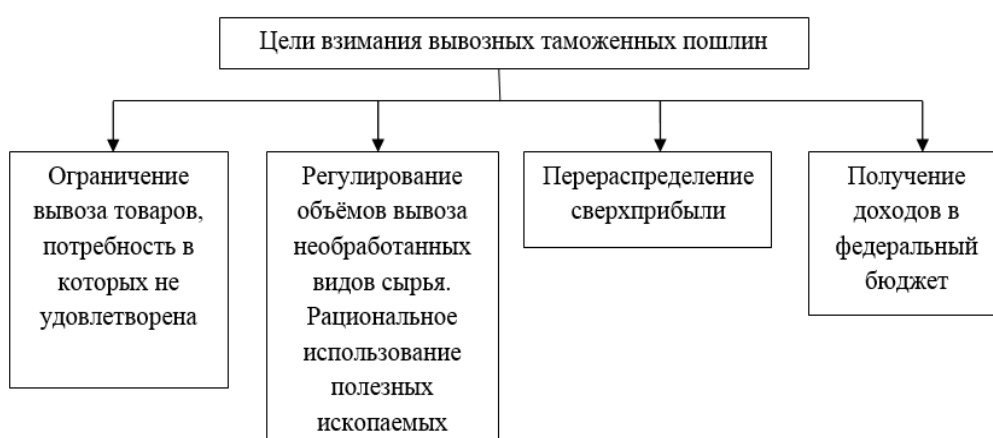 Цели взимания вывозных таможенных пошлин
Ограничение
вывоза товаров,
потребность в
которых не
удовлетворена
Регулирование
объёмов вывоза
необработанных
видов сырья.
Рациональное
использование
полезных
ископаемых
Перераспределение
сверхприбыли
Получение
доходов в
федеральный
бюджет